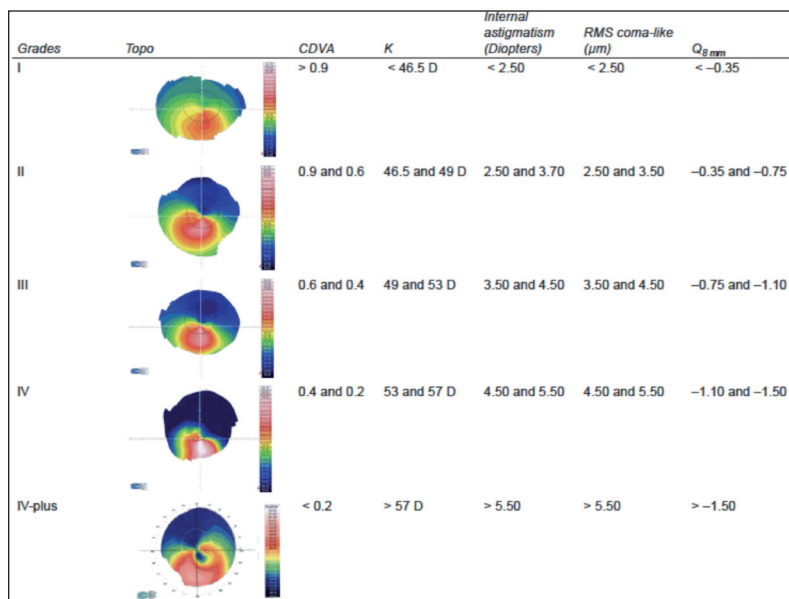 Grades Topo CDVA K Internal astigmatism (Diopters) RMS coma-like (µm) Q8 mm
I > 0.9 < 46.5 D < 2.50 < 2.50 < –0.35
II 0.9 and 0.6 46.5 and 49 D 2.50 and 3.70 2.50 and 3.50 –0.35 and –0.75
III 0.6 and 0.4 49 and 53 D 3.50 and 4.50 3.50 and 4.50 –0.75 and –1.10
IV 0.4 and 0.2 53 and 57 D 4.50 and 5.50 4.50 and 5.50 –1.10 and –1.50
IV-plus < 0.2 > 57 D > 5.50 > 5.50 > –1.50